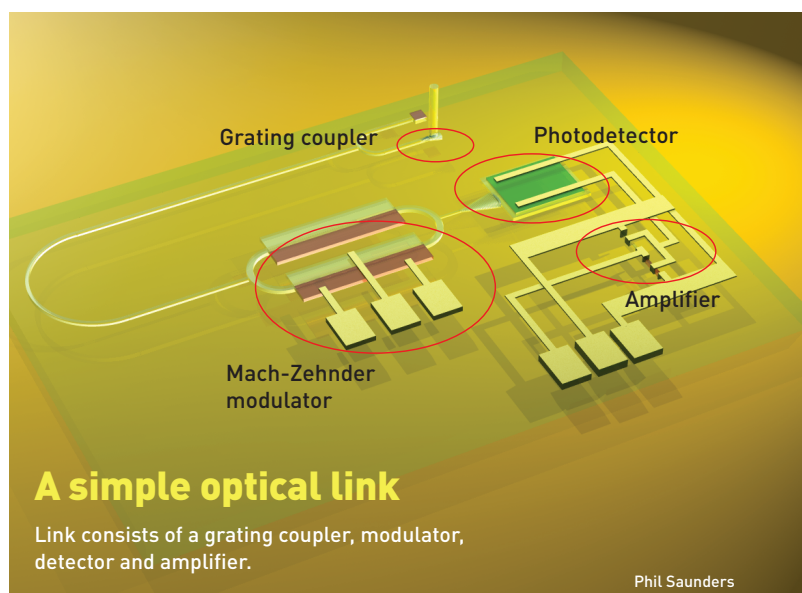 Grating coupler
Photodetector
Amplifier
Mach-Zehnder
modulator
A simple optical link
Link consists of a grating coupler, modulator,
detector and amplifier.
Phil Saunders